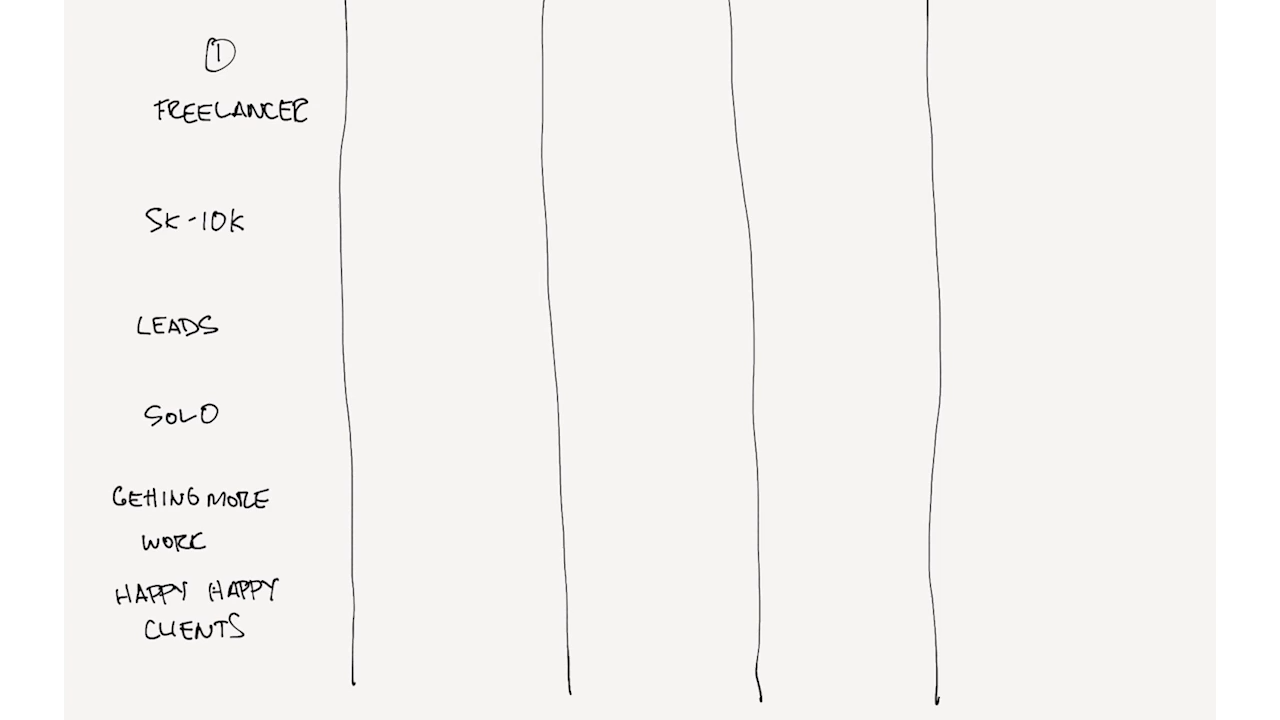 1
FREELANCER
5K-10K
LEADS
SOLO
GETTING MORE
WORK
HAPPY HAPPY
CLIENTS